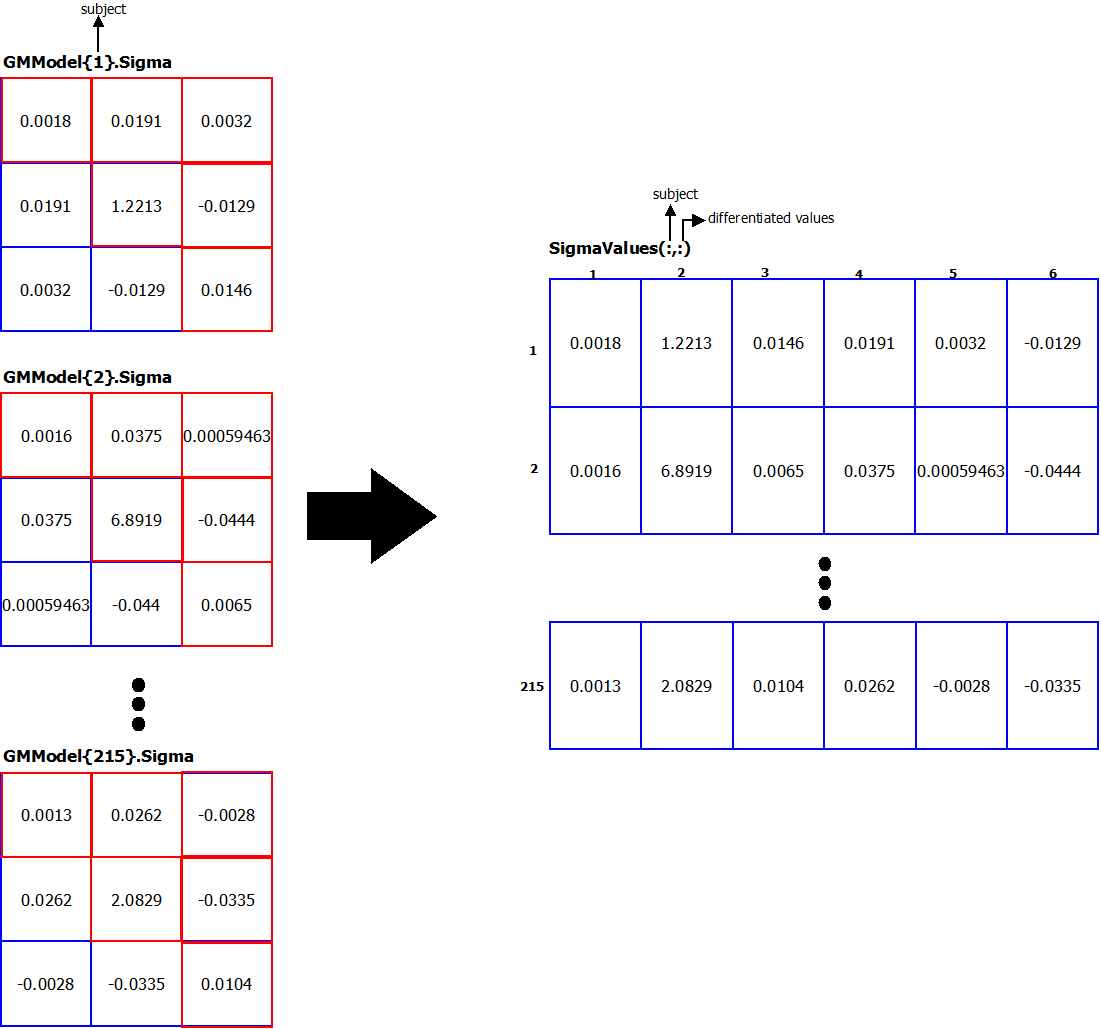 subject
GMModel{1}.Sigma
0.0018 0.0191 0.0032
0.0191 1.2213 -0.0129
0.0032 -0.0129 0.0146
GMModel{2}.Sigma
0.0016 0.0375 0.00059463
0.0375 6.8919 -0.0444
0.00059463 -0.044 0.0065
GMModel{215}.Sigma
0.0013 0.0262 -0.0028
0.0262 2.0829 -0.0335
-0.0028 -0.0335 0.0104
subject
differentiated values
SigmaValues(:,:)
1 2 3 4 5 6
1 0.0018 1.2213 0.0146 0.0191 0.0032 -0.0129
2 0.0016 6.8919 0.0065 0.0375 0.00059463 -0.0444
215 0.0013 2.0829 0.0104 0.0262 -0.0028 -0.0335